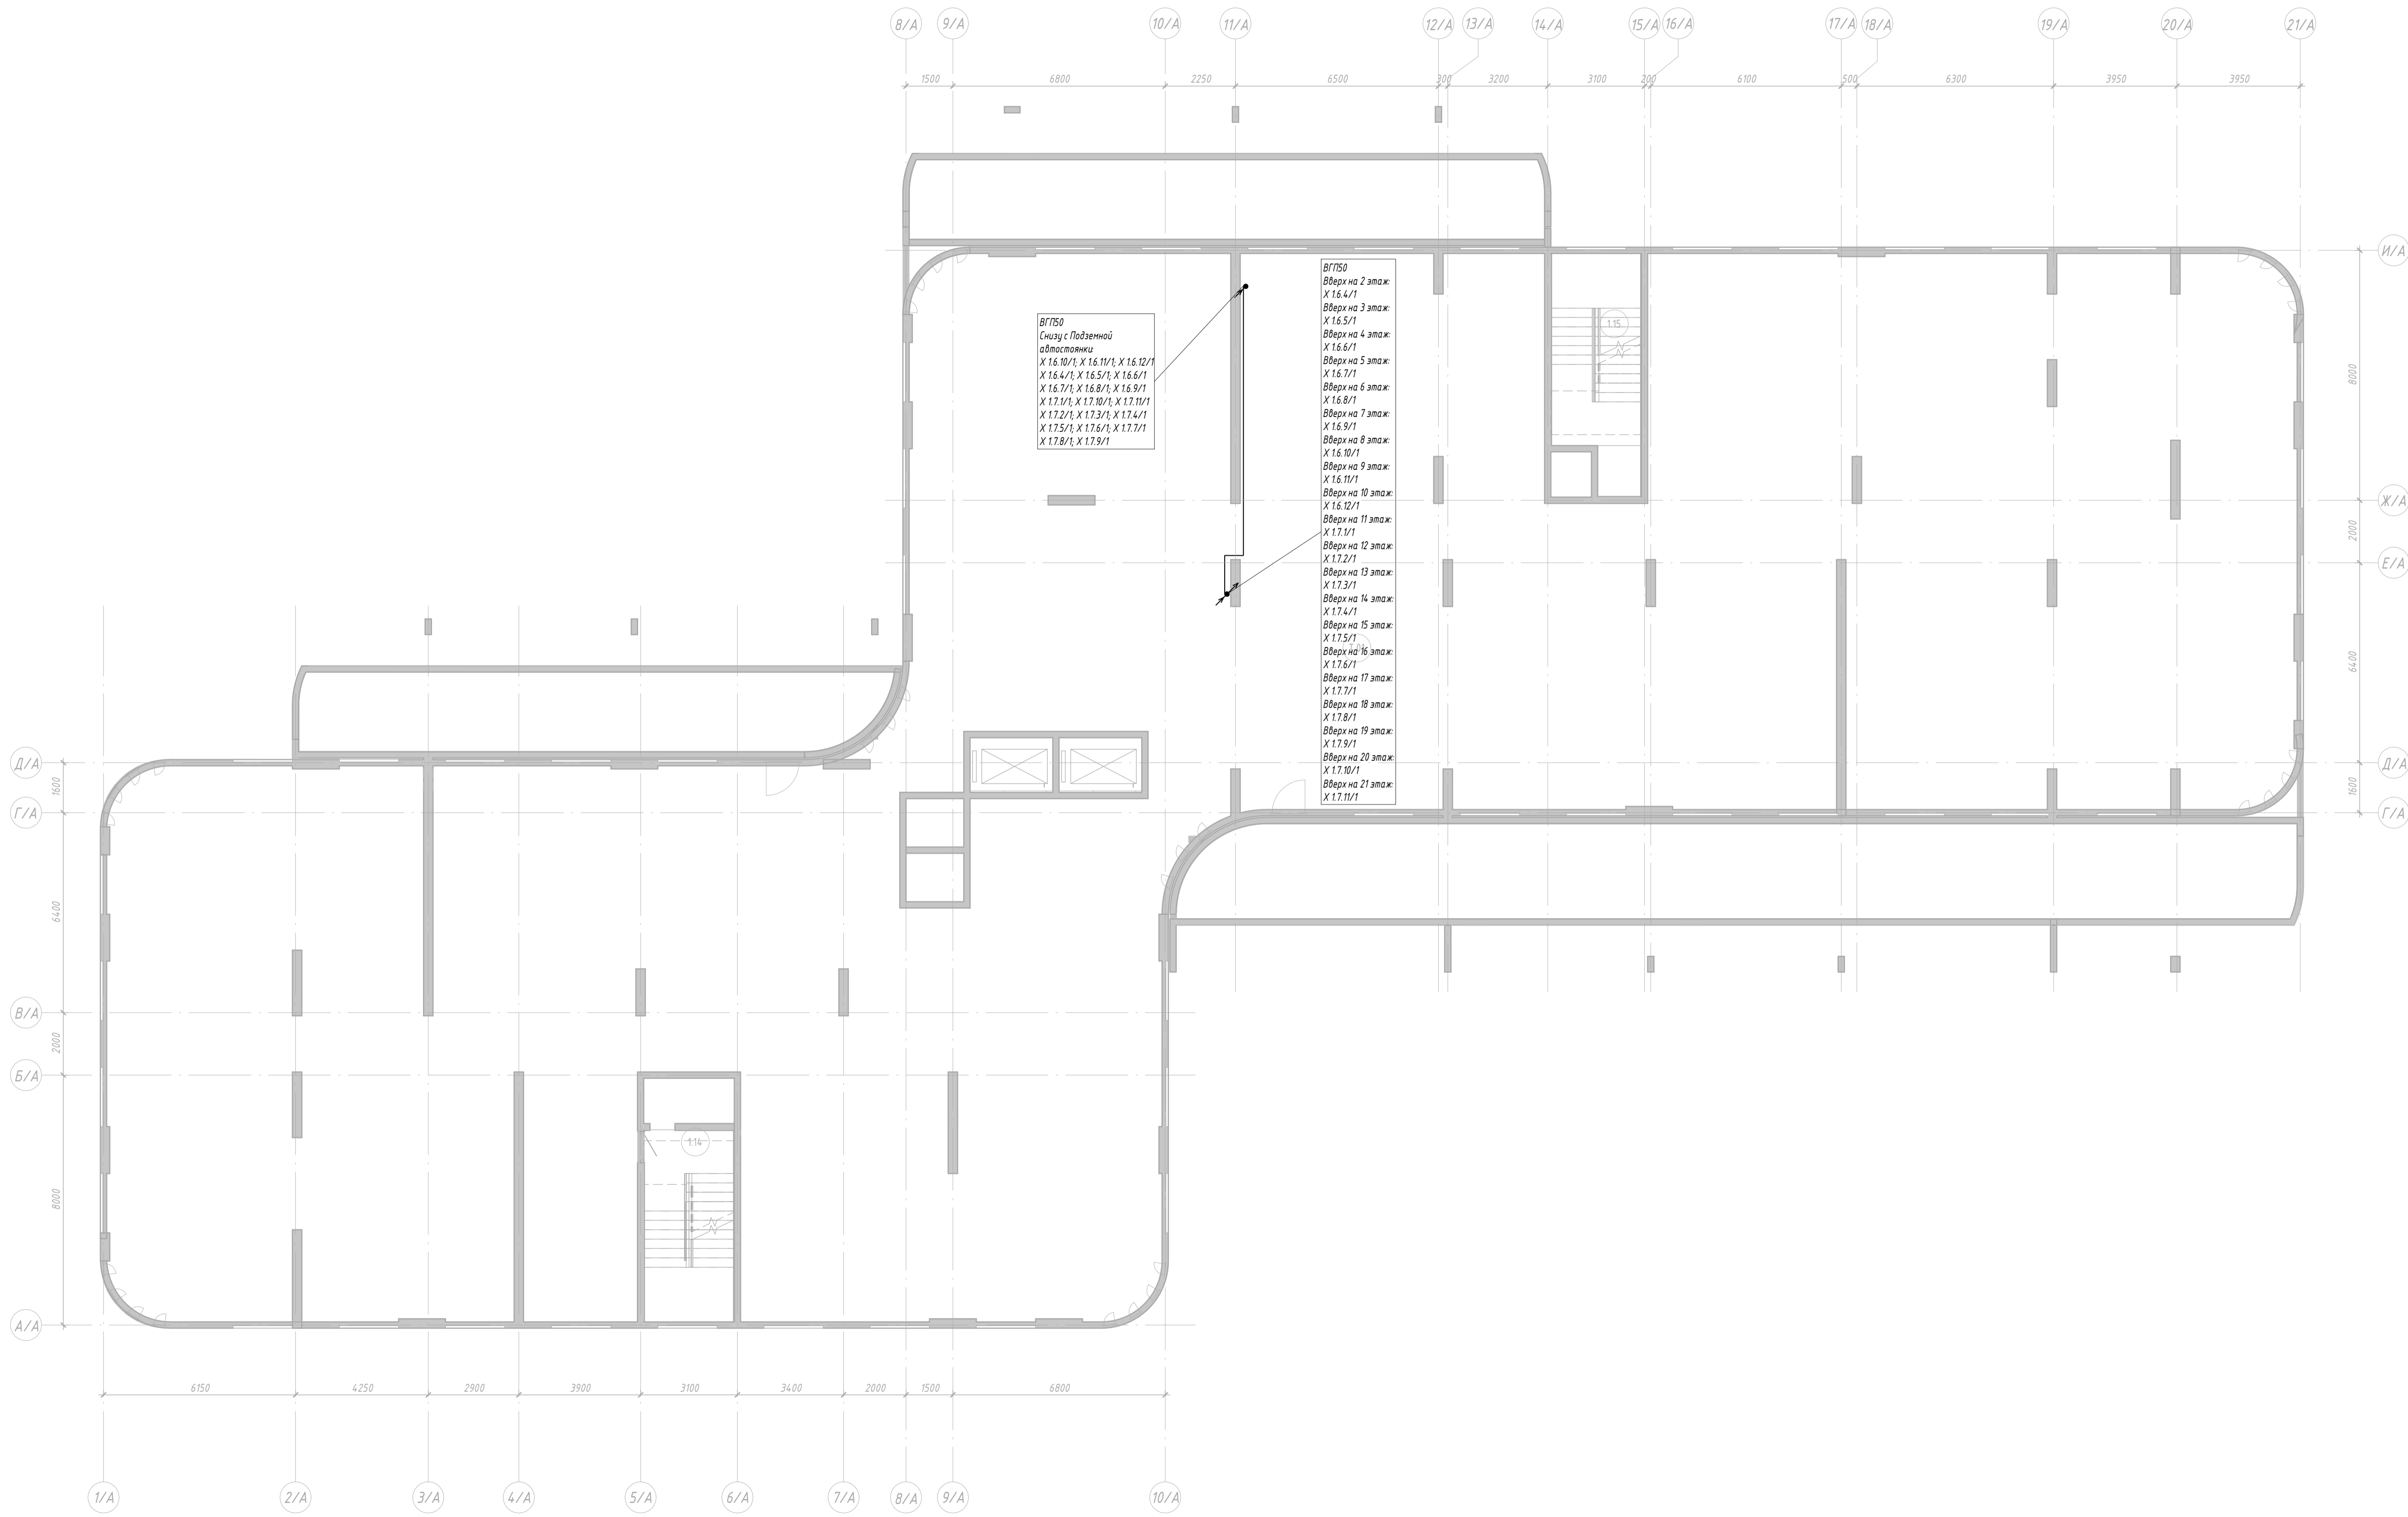 8/А
9/А
10/А
11/А
12/А
13/А
14/А
15/А
16/А
17/А
18/А
19/А
20/А
21/А
1500
6800
2250
6500
300
3200
3100
200
6100
500
6300
3950
3950
И/А
8000
Ж/А
2000
Е/А
6400
Д/А
1600
Г/А
ВГП50
Снизу с Подземной
автостоянки:
Х 1.6.10/1; Х 1.6.11/1; Х 1.6.12/1
Х 1.6.4/1; Х 1.6.5/1; Х 1.6.6/1
Х 1.6.7/1; Х 1.6.8/1; Х 1.6.9/1
Х 1.7.1/1; Х 1.7.10/1; Х 1.7.11/1
Х 1.7.2/1; Х 1.7.3/1; Х 1.7.4/1
Х 1.7.5/1; Х 1.7.6/1; Х 1.7.7/1
Х 1.7.8/1; Х 1.7.9/1
ВГП50
Вверх на 2 этаж:
Х 1.6.4/1
Вверх на 3 этаж:
Х 1.6.5/1
Вверх на 4 этаж:
Х 1.6.6/1
Вверх на 5 этаж:
Х 1.6.7/1
Вверх на 6 этаж:
Х 1.6.8/1
Вверх на 7 этаж:
Х 1.6.9/1
Вверх на 8 этаж:
Х 1.6.10/1
Вверх на 9 этаж:
Х 1.6.11/1
Вверх на 10 этаж:
Х 1.6.12/1
Вверх на 11 этаж:
Х 1.7.1/1
Вверх на 12 этаж:
Х 1.7.2/1
Вверх на 13 этаж:
Х 1.7.3/1
Вверх на 14 этаж:
Х 1.7.4/1
Вверх на 15 этаж:
Х 1.7.5/1
Вверх на 16 этаж:
Х 1.7.6/1
Вверх на 17 этаж:
Х 1.7.7/1
Вверх на 18 этаж:
Х 1.7.8/1
Вверх на 19 этаж:
Х 1.7.9/1
Вверх на 20 этаж:
Х 1.7.10/1
Вверх на 21 этаж:
Х 1.7.11/1
1.15
Д/А
1600
Г/А
6400
В/А
2000
Б/А
8000
А/А
1.14
6150
4250
2900
3900
3100
3400
2000
1500
6800
1/А
2/А
3/А
4/А
5/А
6/А
7/А
8/А
9/А
10/А